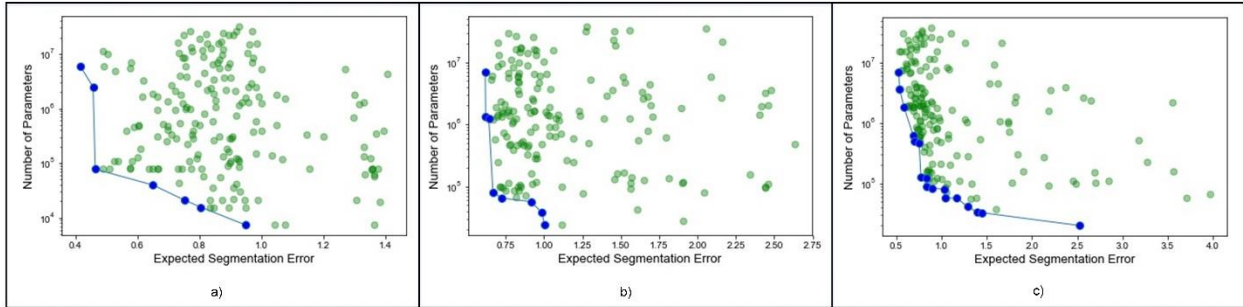 10⁷
10⁶
10⁵
10⁴
Number of Parameters
0.4 0.6 0.8 1.0 1.2 1.4
Expected Segmentation Error
a)
10⁷
10⁶
10⁵
Number of Parameters
0.75 1.00 1.25 1.50 1.75 2.00 2.25 2.50 2.75
Expected Segmentation Error
b)
10⁷
10⁶
10⁵
Number of Parameters
0.5 1.0 1.5 2.0 2.5 3.0 3.5 4.0
Expected Segmentation Error
c)